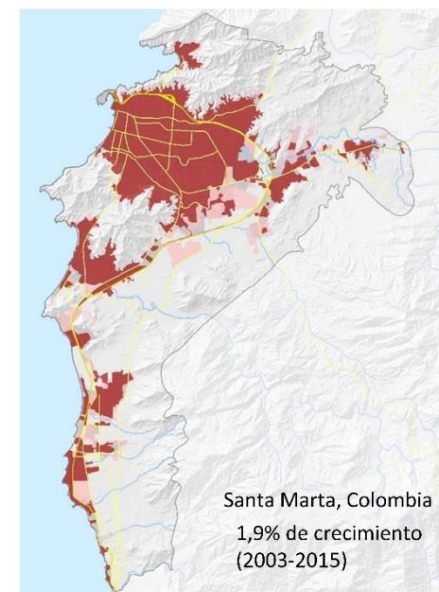 Santa Marta, Colombia
1,9% de crecimiento
(2003-2015)